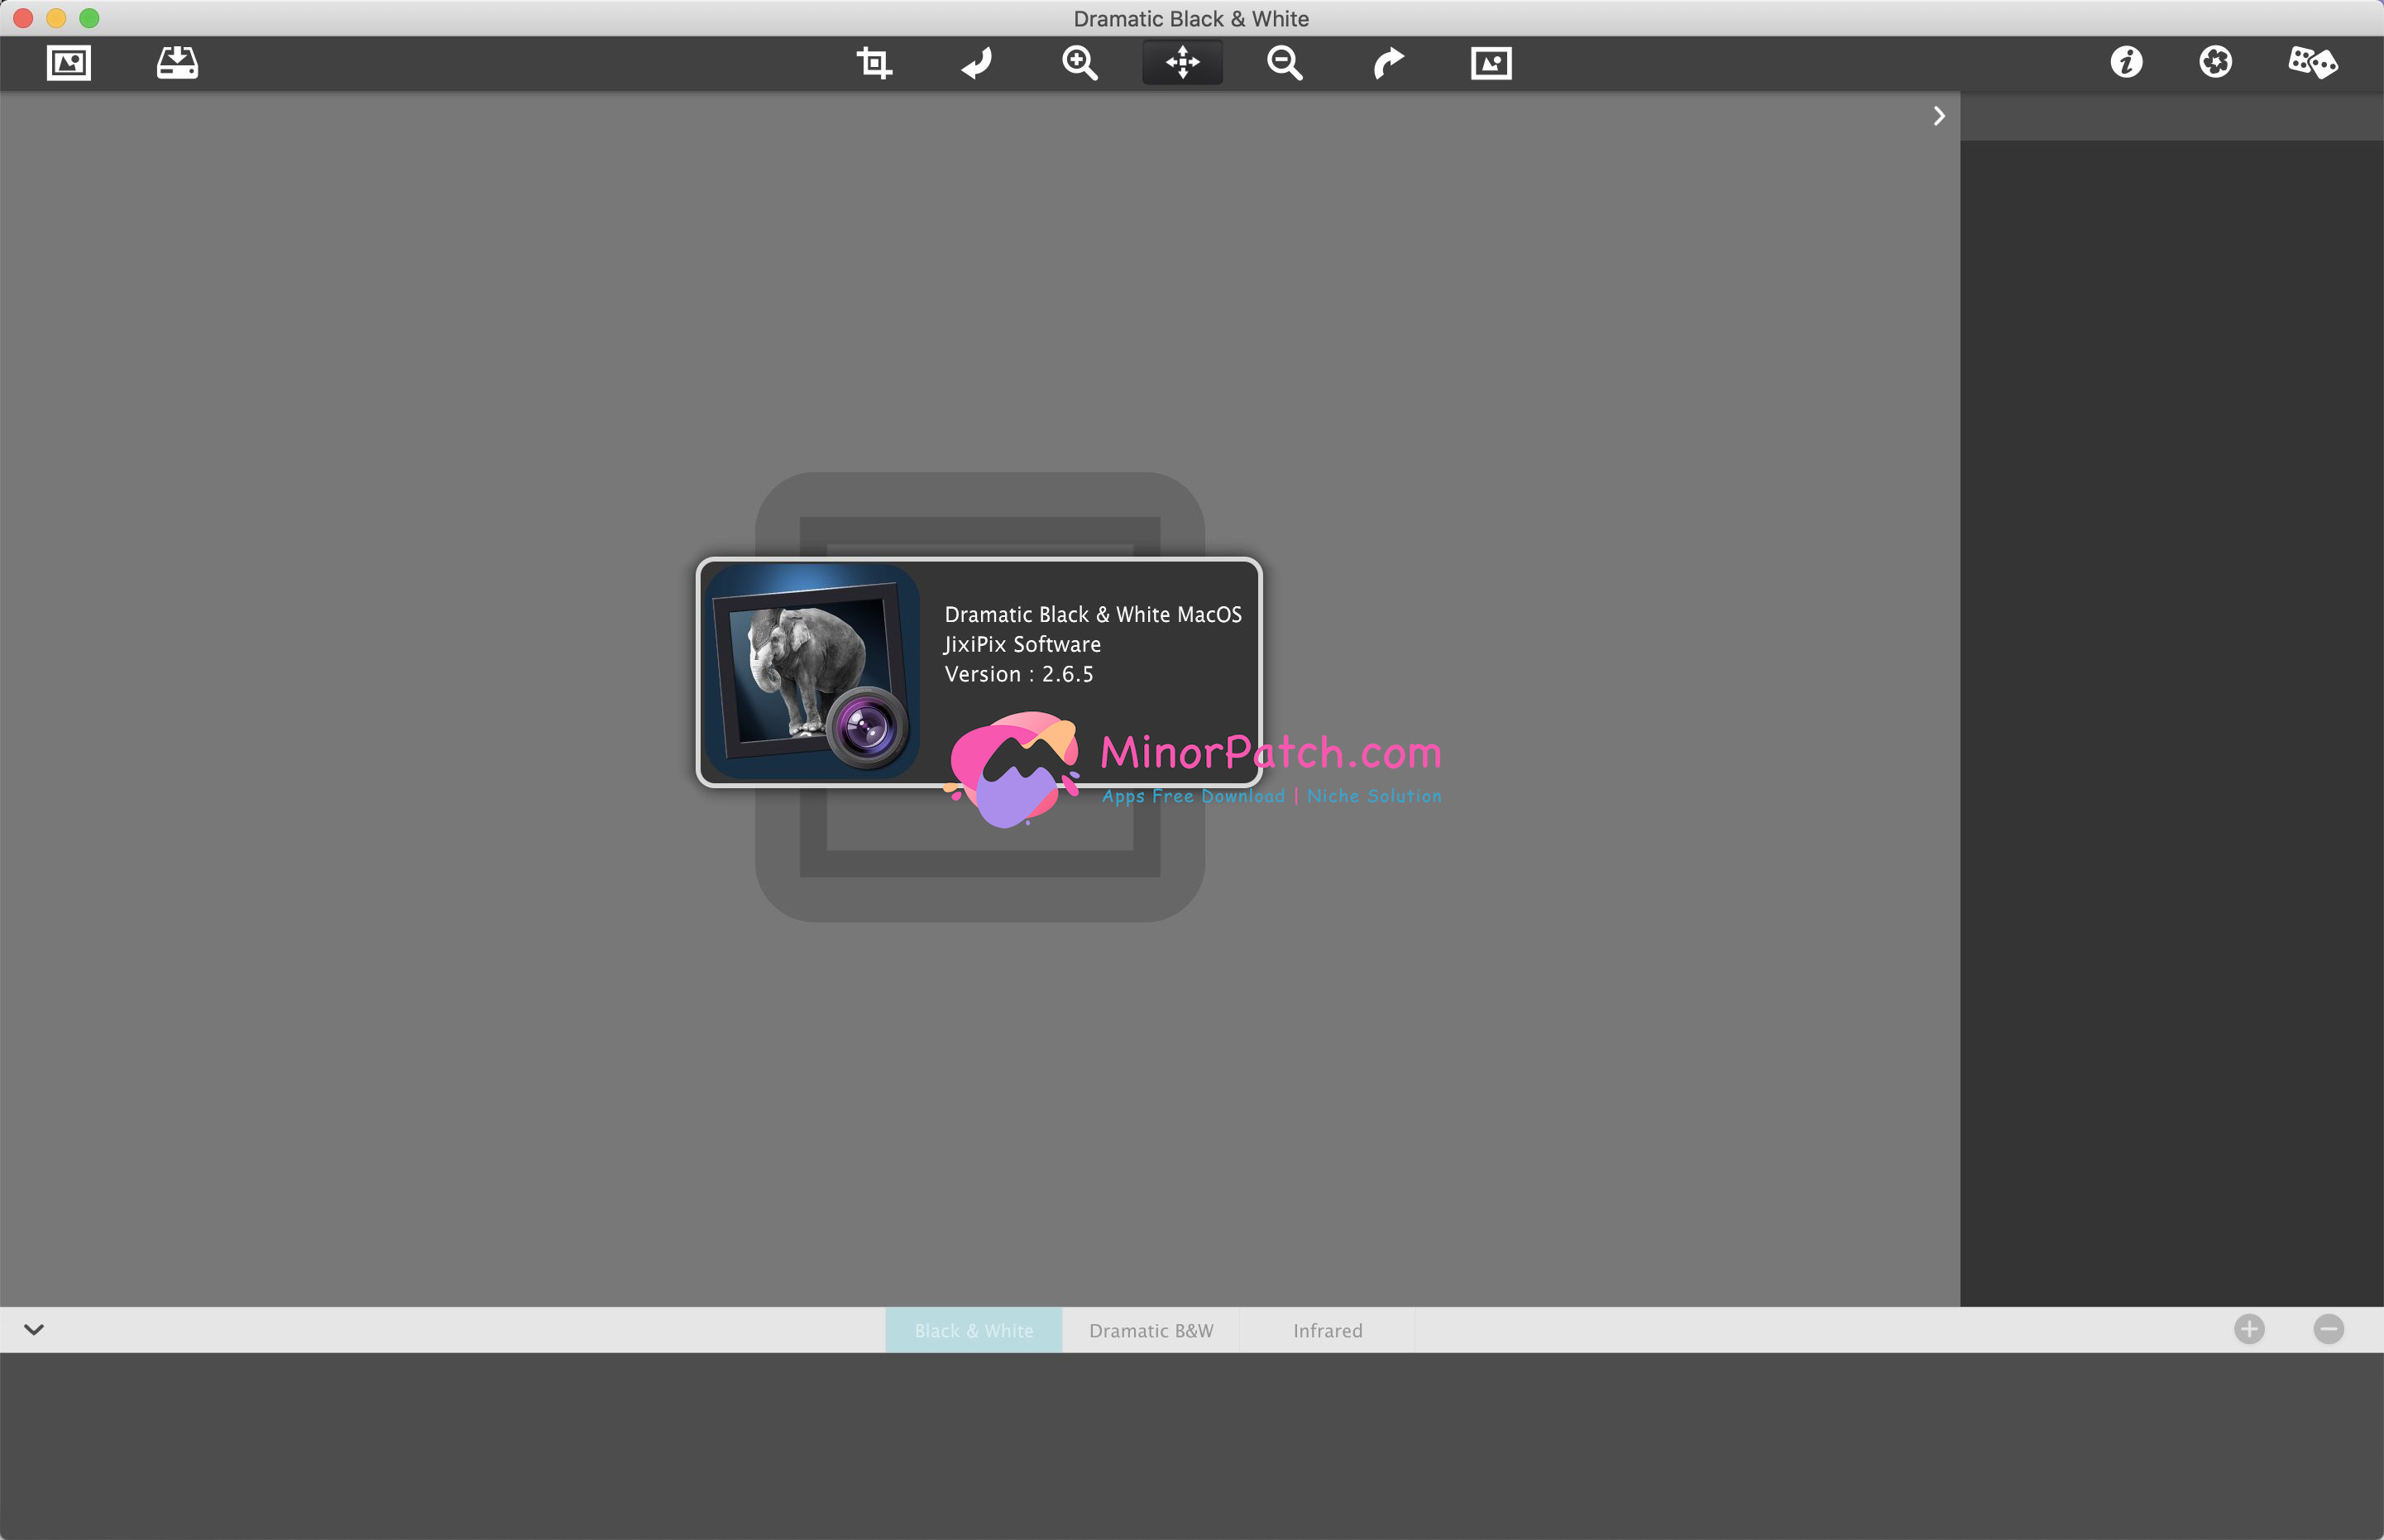 Dramatic Black & White
Dramatic Black & White MacOS
JixiPix Software
Version : 2.6.5
MinorPatch.com
Apps Free Download | Niche Solution
Black & White
Dramatic B&W
Infrared